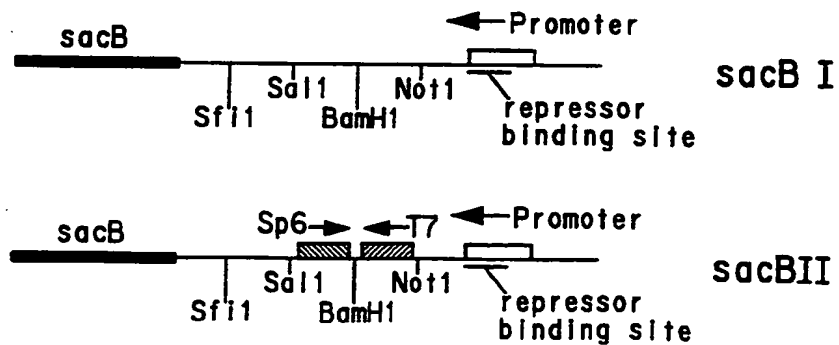 Promoter
sacB
sacB I
Sal1
Not1
Sfi1
BamH1
repressor
binding site
Sp6
T7
Promoter
sacB
sacBII
Sal1
Not1
Sfi1
BamH1
repressor
binding site